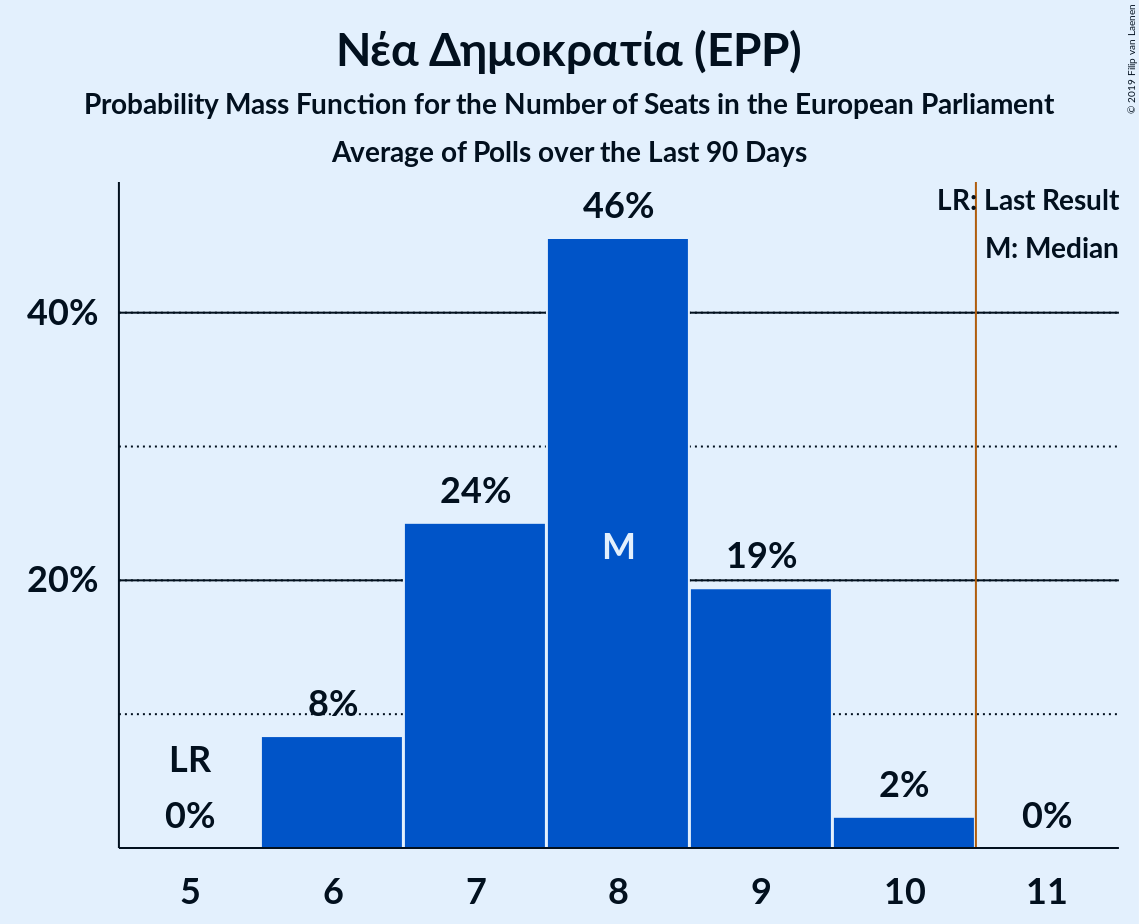 Νέα Δημοκρατία (EPP)
Probability Mass Function for the Number of Seats in the European Parliament
Average of Polls over the Last 90 Days
© 2019 Filip van Laenen
LR: Last Result
M: Median
46%
40%
24%
M
19%
20%
8%
LR
0%
2%
0%
5 6 7 8 9 10 11